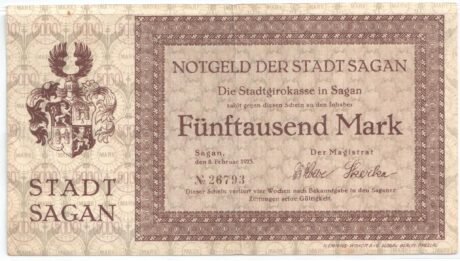 NOTGELD DER STADT SAGAN
Die Stadtgirokasse in Sagan
zahlt gegen diesen Schein an den Inhaber
Fünftausend Mark
Sagan,
den 8. Februar 1923.
Der Magistrat
№ 26793
Dieser Schein verliert vier Wochen nach Bekanntgabe in den Saganer
Zeitungen seine Gültigkeit.
STADT
SAGAN